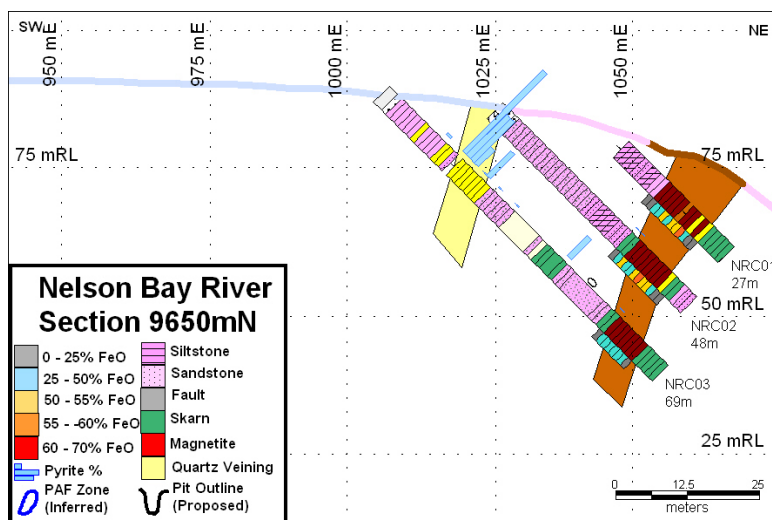 SW
950 mE
975 mE
1000 mE
1025 mE
1050 mE
NE
75 mRL
75 mRL
NRC01
27m
NRC02
48m
50 mRL
NRC03
69m
25 mRL
Nelson Bay River
Section 9650mN
0 - 25% FeO
25 - 50% FeO
50 - 55% FeO
55 - -60% FeO
60 - 70% FeO
Pyrite %
PAF Zone
(Inferred)
Siltstone
Sandstone
Fault
Skarn
Magnetite
Quartz Veining
Pit Outline
(Proposed)
0 12.5 25
meters